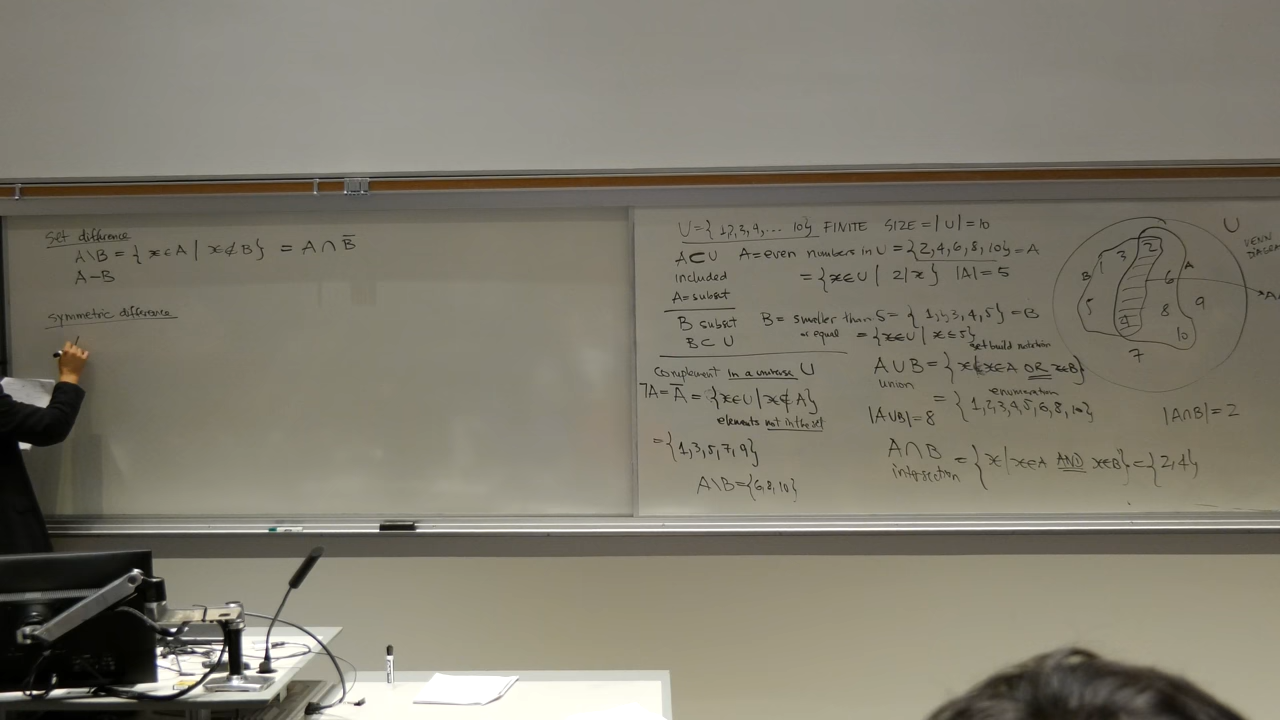 Set difference
A\B = { x ∈ A | x ∉ B } = A ∩ B̅
A−B
symmetric difference
U={1,2,3,4,... 10} FINITE SIZE = |U| = 10
A⊂U A = even numbers in U = {2,4,6,8,10} = A
included = {x∈U | 2|x} |A| = 5
A = subset
B subset B = smaller than 5 = {1,2,3,4,5} = B
or equal = {x∈U | x≤5}
B⊂U
set build notation
Complement in a universe U
¬A = A̅ = {x∈U | x∉A}
elements not in the set
= {1,3,5,7,9}
A\B = {6,8,10}
A∪B = {x | x∈A OR x∈B}
union
enumeration
= {1,2,3,4,5,6,8,10}
|A∪B| = 8
|A∩B| = 2
A∩B = {x | x∈A AND x∈B} = {2,4}
intersection
U
VENN
B 1 3 2 A
5 4 6 8 10 9
7